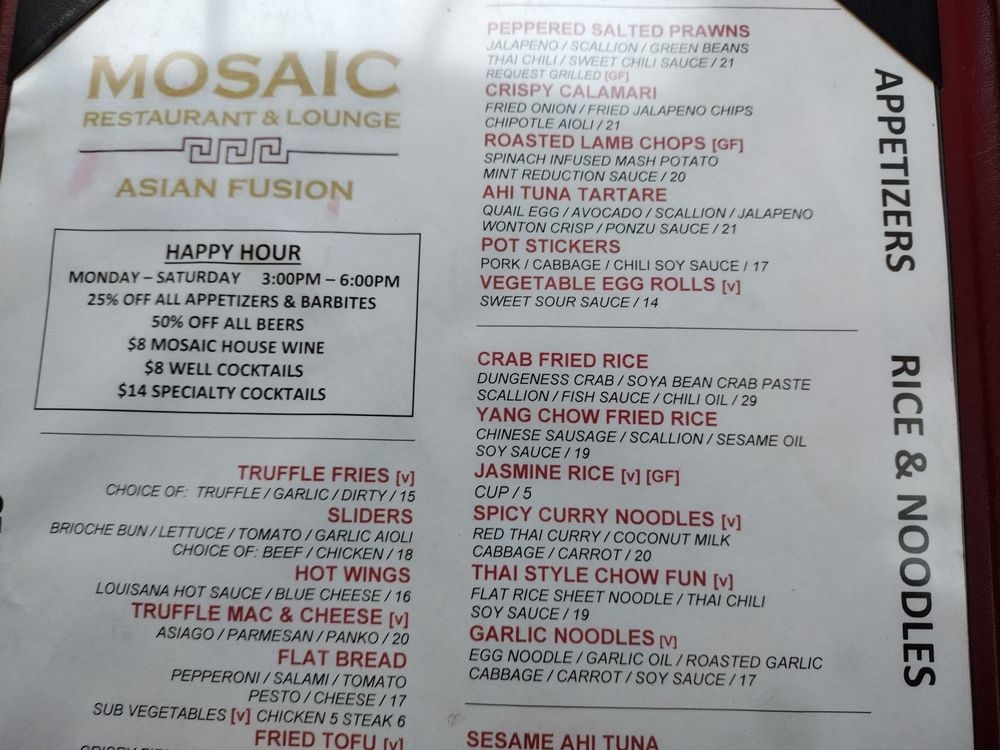 MOSAIC
RESTAURANT & LOUNGE
ASIAN FUSION
HAPPY HOUR
MONDAY – SATURDAY 3:00PM – 6:00PM
25% OFF ALL APPETIZERS & BARBITES
50% OFF ALL BEERS
$8 MOSAIC HOUSE WINE
$8 WELL COCKTAILS
$14 SPECIALTY COCKTAILS
TRUFFLE FRIES [v]
CHOICE OF: TRUFFLE / GARLIC / DIRTY / 15
SLIDERS
BRIOCHE BUN / LETTUCE / TOMATO / GARLIC AIOLI
CHOICE OF: BEEF / CHICKEN / 18
HOT WINGS
LOUISANA HOT SAUCE / BLUE CHEESE / 16
TRUFFLE MAC & CHEESE [v]
ASIAGO / PARMESAN / PANKO / 20
FLAT BREAD
PEPPERONI / SALAMI / TOMATO
PESTO / CHEESE / 17
SUB VEGETABLES [v] CHICKEN 5 STEAK 6
FRIED TOFU [v]
APPETIZERS
PEPPERED SALTED PRAWNS
JALAPENO / SCALLION / GREEN BEANS
THAI CHILI / SWEET CHILI SAUCE / 21
REQUEST GRILLED [GF]
CRISPY CALAMARI
FRIED ONION / FRIED JALAPENO CHIPS
CHIPOTLE AIOLI / 21
ROASTED LAMB CHOPS [GF]
SPINACH INFUSED MASH POTATO
MINT REDUCTION SAUCE / 20
AHI TUNA TARTARE
QUAIL EGG / AVOCADO / SCALLION / JALAPENO
WONTON CRISP / PONZU SAUCE / 21
POT STICKERS
PORK / CABBAGE / CHILI SOY SAUCE / 17
VEGETABLE EGG ROLLS [v]
SWEET SOUR SAUCE / 14
RICE & NOODLES
CRAB FRIED RICE
DUNGENESS CRAB / SOYA BEAN CRAB PASTE
SCALLION / FISH SAUCE / CHILI OIL / 29
YANG CHOW FRIED RICE
CHINESE SAUSAGE / SCALLION / SESAME OIL
SOY SAUCE / 19
JASMINE RICE [v] [GF]
CUP / 5
SPICY CURRY NOODLES [v]
RED THAI CURRY / COCONUT MILK
CABBAGE / CARROT / 20
THAI STYLE CHOW FUN [v]
FLAT RICE SHEET NOODLE / THAI CHILI
SOY SAUCE / 19
GARLIC NOODLES [v]
EGG NOODLE / GARLIC OIL / ROASTED GARLIC
CABBAGE / CARROT / SOY SAUCE / 17
SESAME AHI TUNA